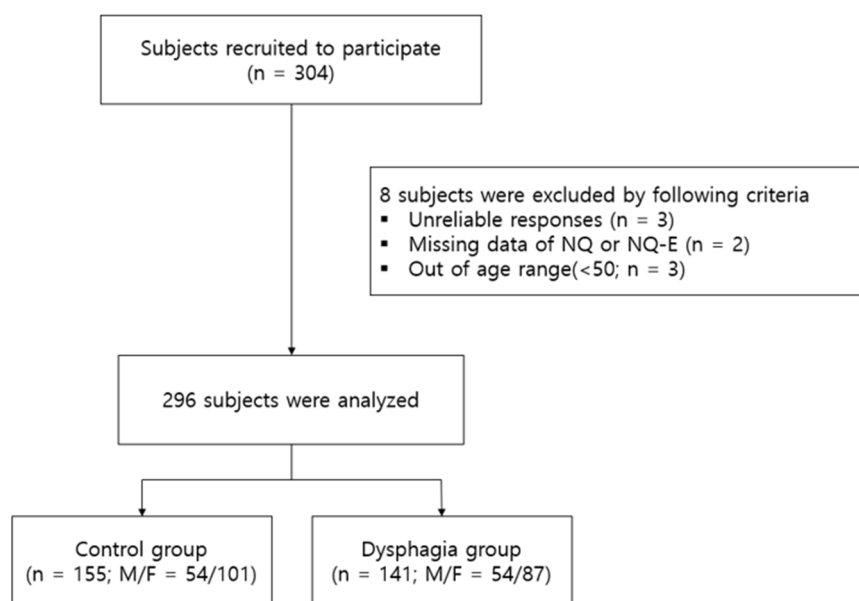 Subjects recruited to participate
(n = 304)
8 subjects were excluded by following criteria
▪ Unreliable responses (n = 3)
▪ Missing data of NQ or NQ-E (n = 2)
▪ Out of age range(<50; n = 3)
296 subjects were analyzed
Control group
(n = 155; M/F = 54/101)
Dysphagia group
(n = 141; M/F = 54/87)